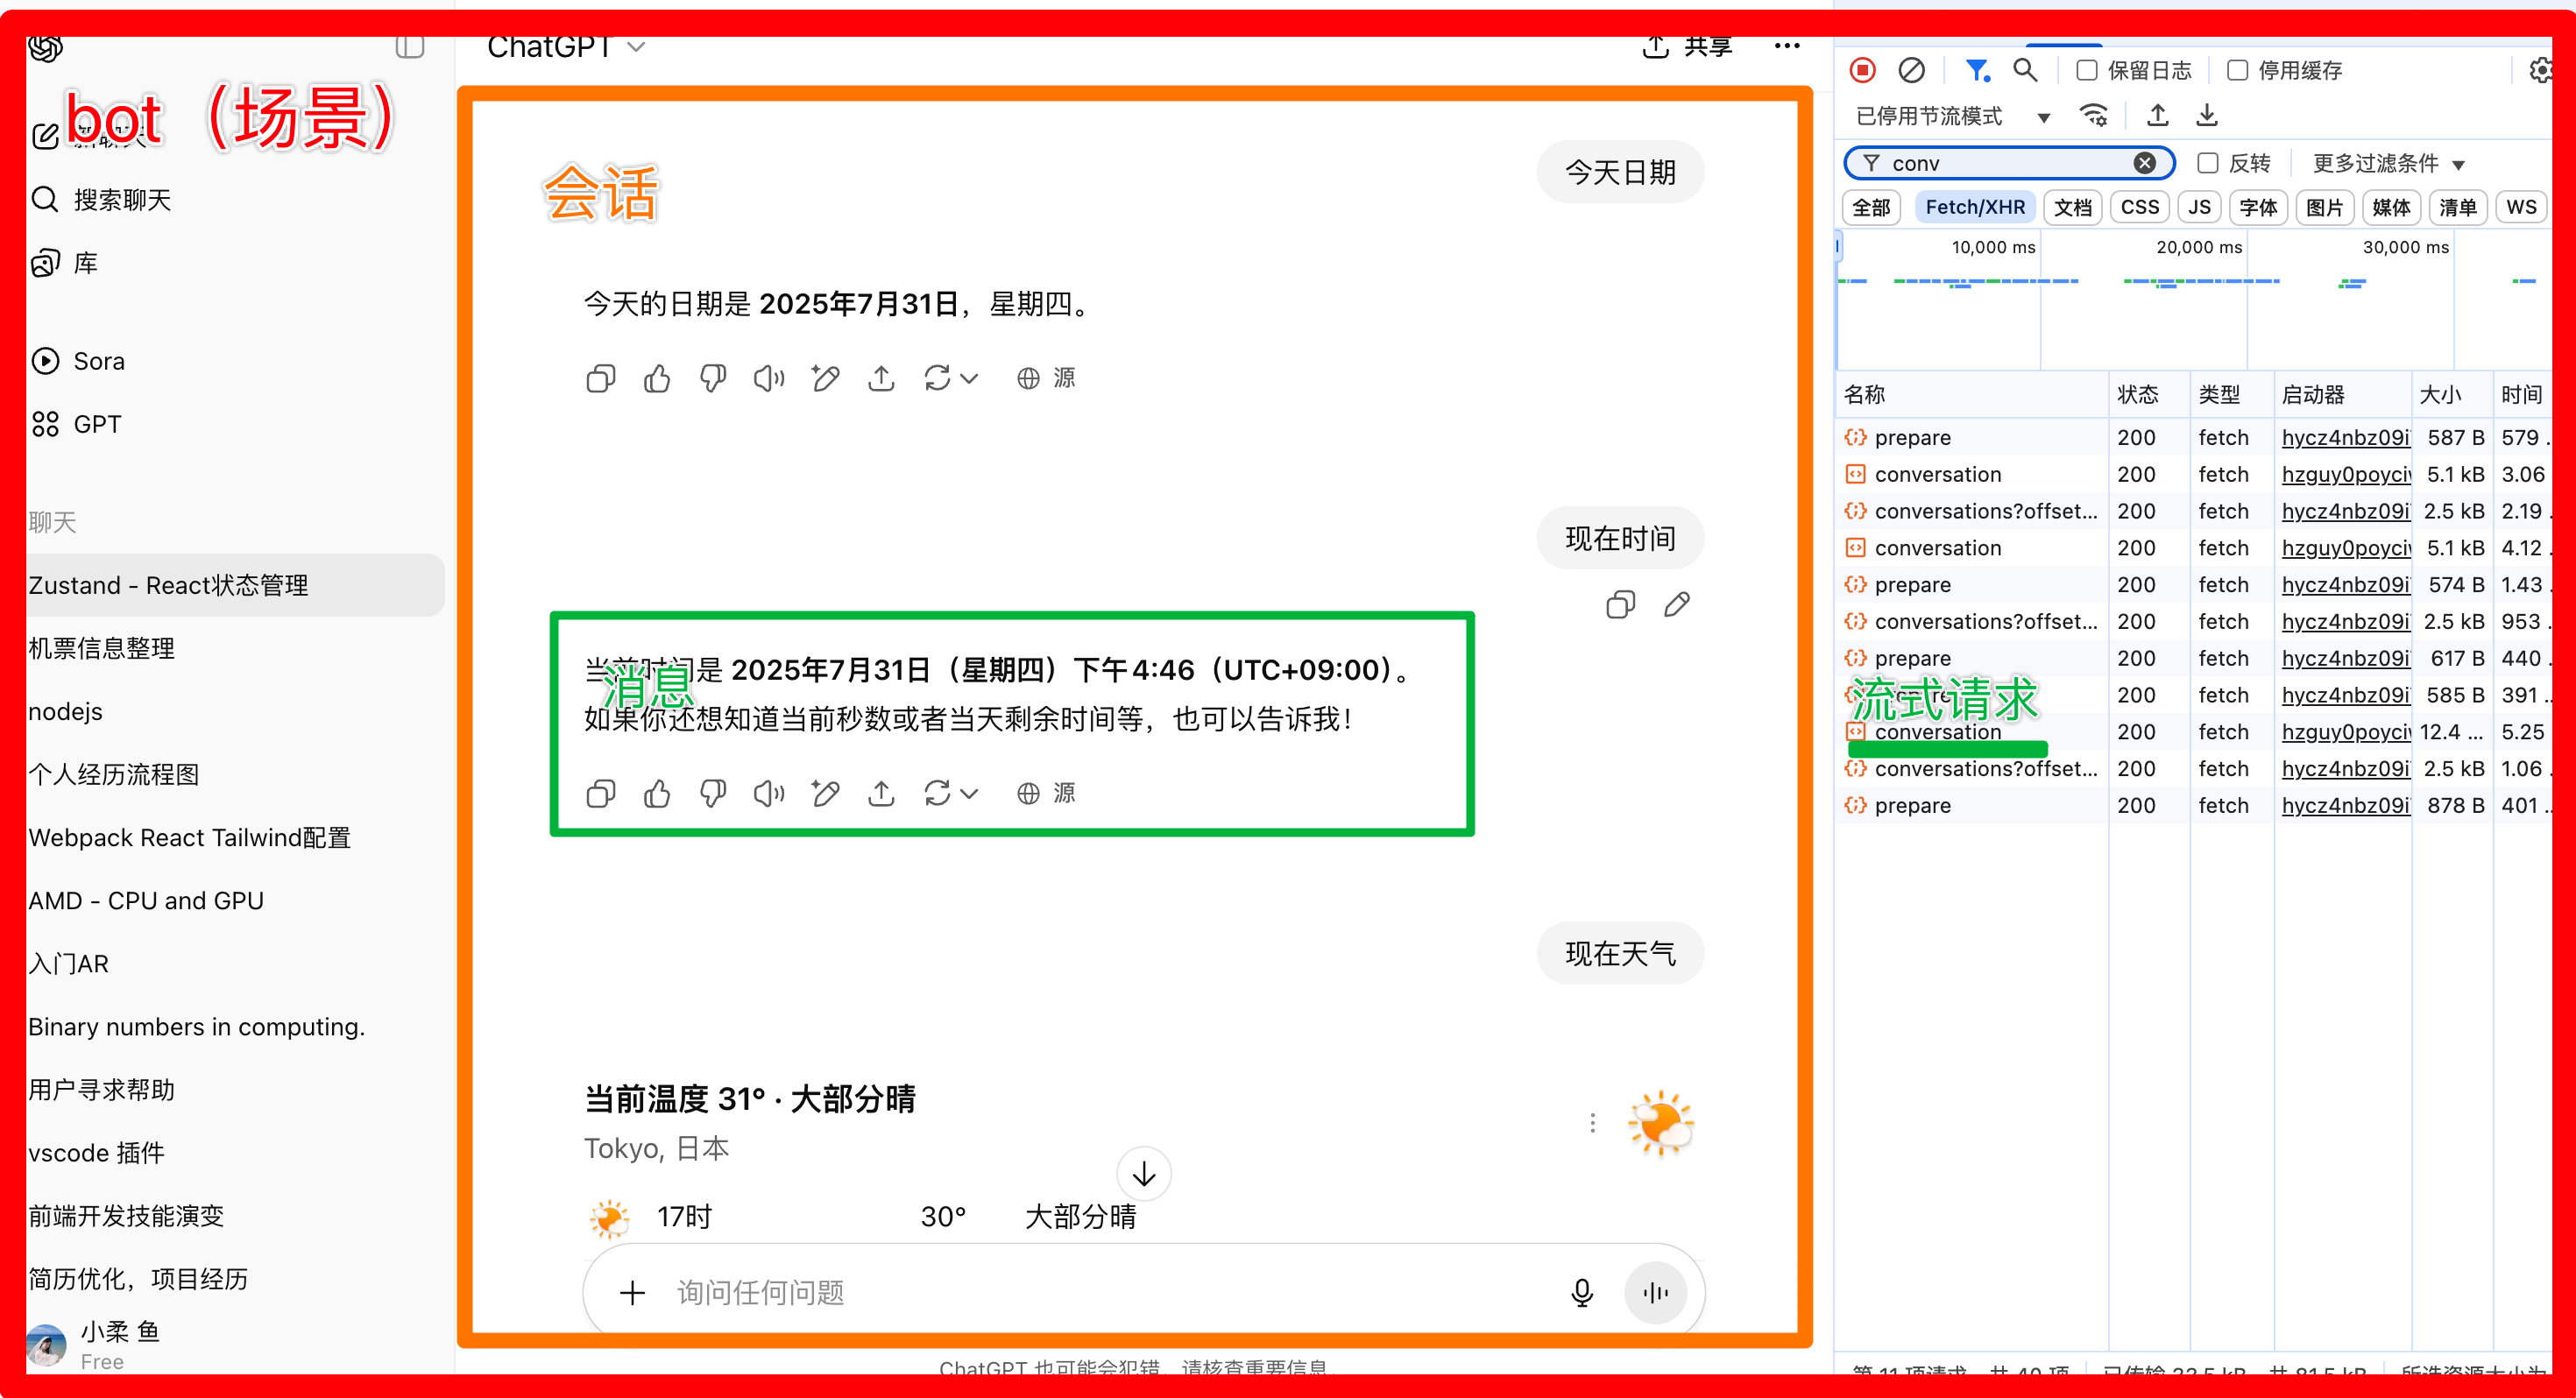 ChatGPT
共享
bot（场景）
搜索聊天
库
Sora
GPT
聊天
Zustand - React状态管理
机票信息整理
nodejs
个人经历流程图
Webpack React Tailwind配置
AMD - CPU and GPU
入门AR
Binary numbers in computing.
用户寻求帮助
vscode 插件
前端开发技能演变
简历优化，项目经历
小柔 鱼
Free
会话
今天日期
今天的日期是 2025年7月31日，星期四。
源
现在时间
消息
当前时间是 2025年7月31日（星期四）下午4:46（UTC+09:00）。
如果你还想知道当前秒数或者当天剩余时间等，也可以告诉我！
源
现在天气
当前温度 31° · 大部分晴
Tokyo, 日本
17时 30° 大部分晴
询问任何问题
ChatGPT 也可能会犯错。请核查重要信息。
保留日志 停用缓存
已停用节流模式
conv 反转 更多过滤条件
全部 Fetch/XHR 文档 CSS JS 字体 图片 媒体 清单 WS
10,000 ms 20,000 ms 30,000 ms
名称 状态 类型 启动器 大小 时间
prepare 200 fetch hycz4nbz09i 587 B 579
conversation 200 fetch hzguy0poyci 5.1 kB 3.06
conversations?offset... 200 fetch hycz4nbz09i 2.5 kB 2.19
conversation 200 fetch hzguy0poyci 5.1 kB 4.12
prepare 200 fetch hycz4nbz09i 574 B 1.43
conversations?offset... 200 fetch hycz4nbz09i 2.5 kB 953
prepare 200 fetch hycz4nbz09i 617 B 440
流式请求
prepare 200 fetch hycz4nbz09i 585 B 391
conversation 200 fetch hzguy0poyci 12.4 ... 5.25
conversations?offset... 200 fetch hycz4nbz09i 2.5 kB 1.06
prepare 200 fetch hycz4nbz09i 878 B 401